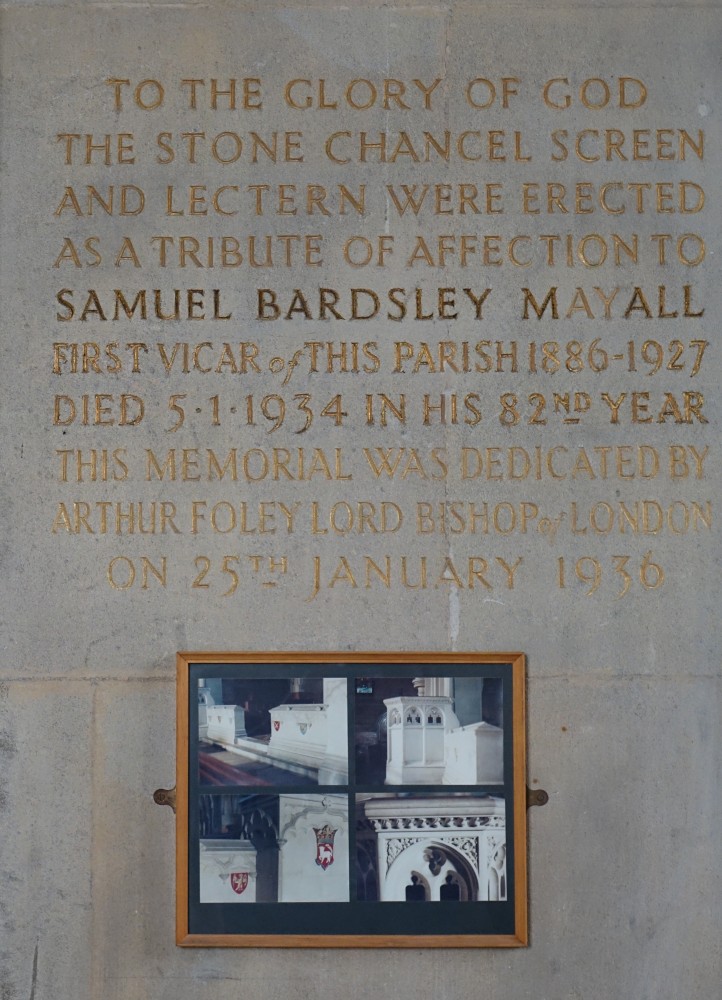 TO THE GLORY OF GOD
THE STONE CHANCEL SCREEN
AND LECTERN WERE ERECTED
AS A TRIBUTE OF AFFECTION TO
SAMUEL BARDSLEY MAYALL
FIRST VICAR of THIS PARISH 1886-1927
DIED 5·1·1934 IN HIS 82ND YEAR
THIS MEMORIAL WAS DEDICATED BY
ARTHUR FOLEY LORD BISHOP of LONDON
ON 25TH JANUARY 1936